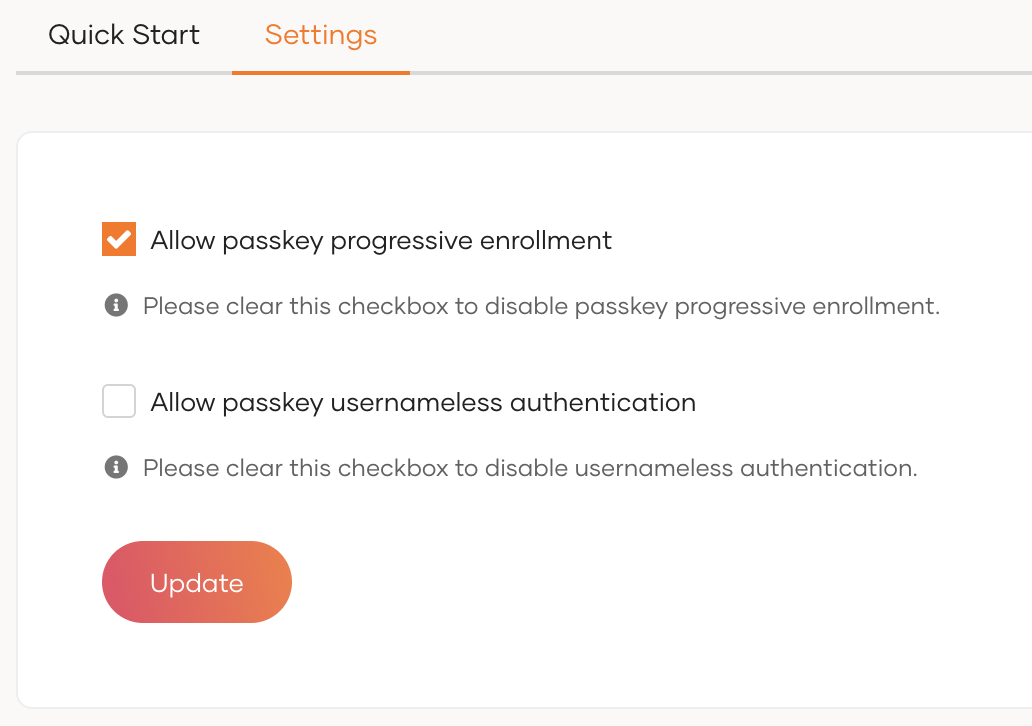 Quick Start
Settings
Allow passkey progressive enrollment
Please clear this checkbox to disable passkey progressive enrollment.
Allow passkey usernameless authentication
Please clear this checkbox to disable usernameless authentication.
Update